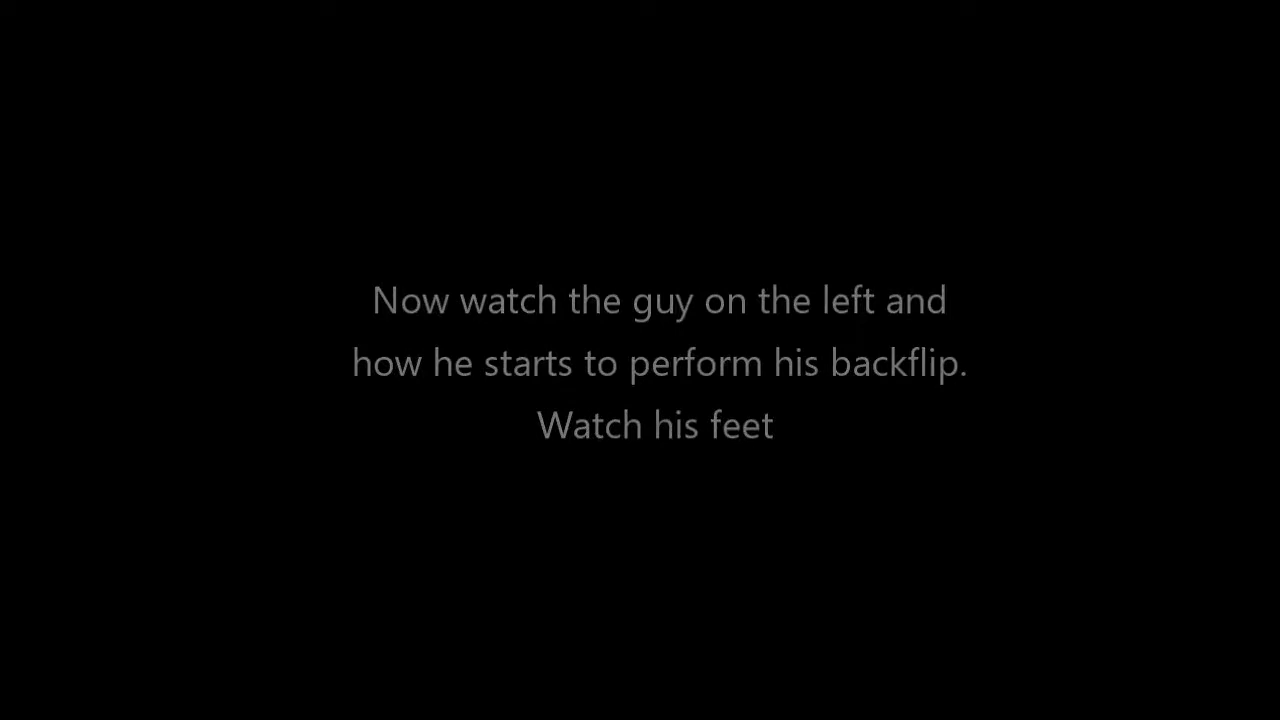 Now watch the guy on the left and
how he starts to perform his backflip.
Watch his feet